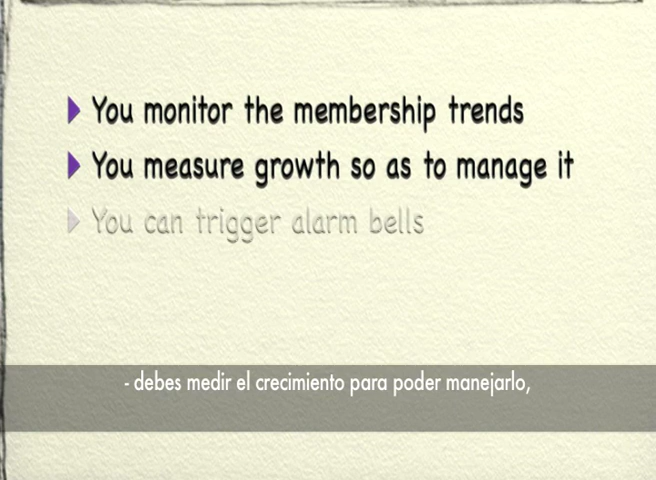 You monitor the membership trends
You measure growth so as to manage it
You can trigger alarm bells
- debes medir el crecimiento para poder manejarlo,